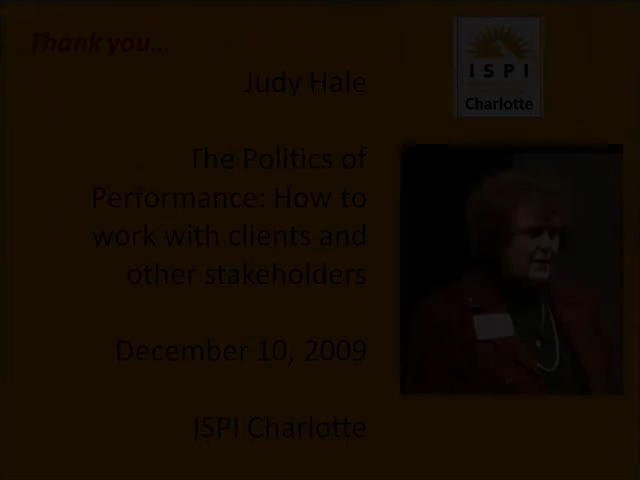 Thank you...
ISPI
Charlotte
Judy Hale
The Politics of
Performance: How to
work with clients and
other stakeholders
December 10, 2009
ISPI Charlotte